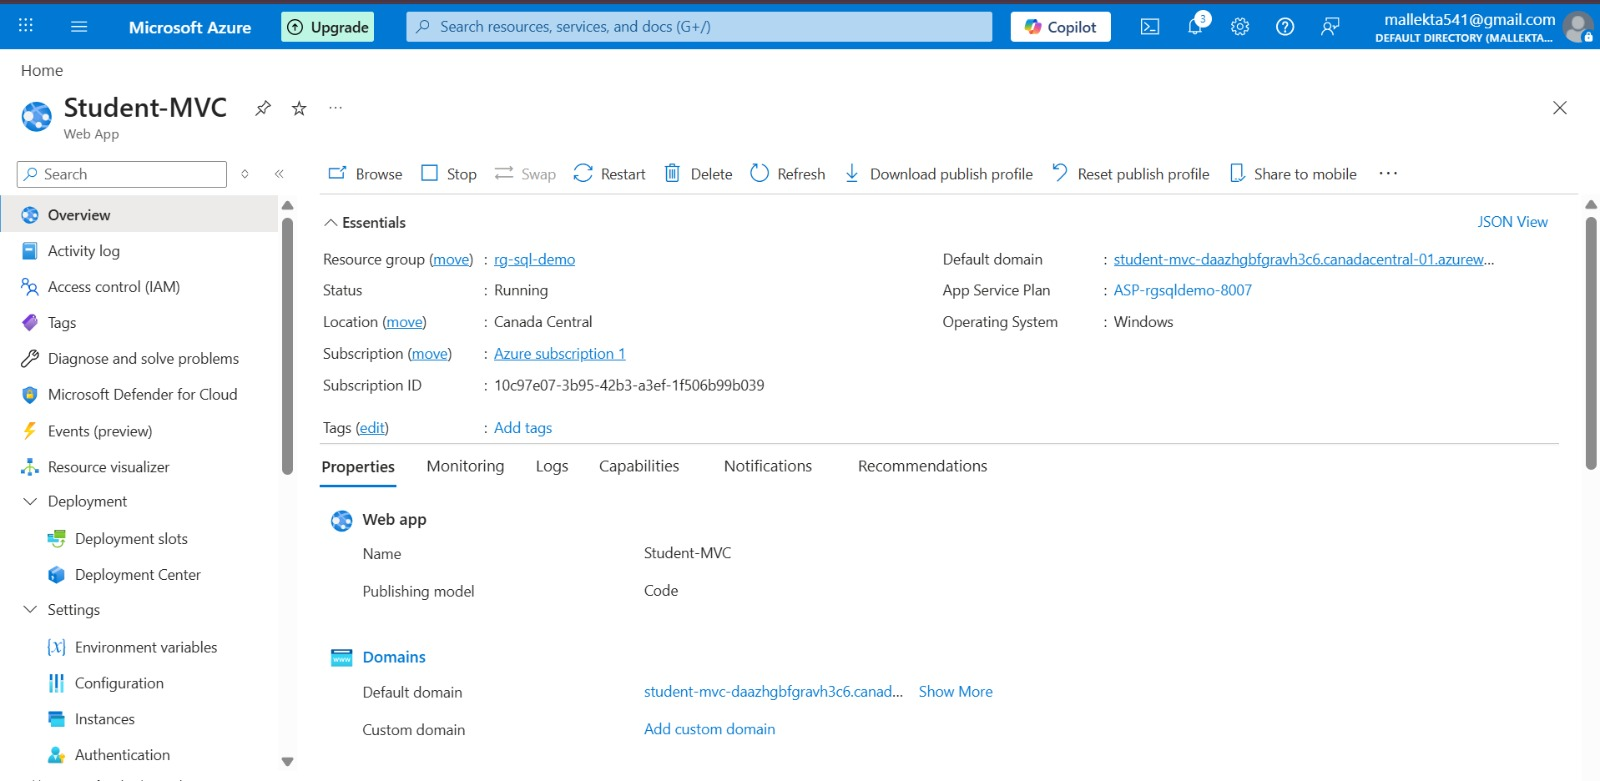 Microsoft Azure
Upgrade
Search resources, services, and docs (G+/)
Copilot
3
mallekta541@gmail.com
DEFAULT DIRECTORY (MALLEKTA...
Home
Student-MVC
...
Web App
Search
Browse
Stop
Swap
Restart
Delete
Refresh
Download publish profile
Reset publish profile
Share to mobile
...
Overview
Activity log
Access control (IAM)
Tags
Diagnose and solve problems
Microsoft Defender for Cloud
Events (preview)
Resource visualizer
Deployment
Deployment slots
Deployment Center
Settings
Environment variables
Configuration
Instances
Authentication
Essentials
JSON View
Resource group (move) : rg-sql-demo
Status : Running
Location (move) : Canada Central
Subscription (move) : Azure subscription 1
Subscription ID : 10c97e07-3b95-42b3-a3ef-1f506b99b039
Tags (edit) : Add tags
Default domain : student-mvc-daazhgbfgravh3c6.canadacentral-01.azurew...
App Service Plan : ASP-rgsqldemo-8007
Operating System : Windows
Properties
Monitoring
Logs
Capabilities
Notifications
Recommendations
Web app
Name Student-MVC
Publishing model Code
Domains
Default domain student-mvc-daazhgbfgravh3c6.canad... Show More
Custom domain Add custom domain